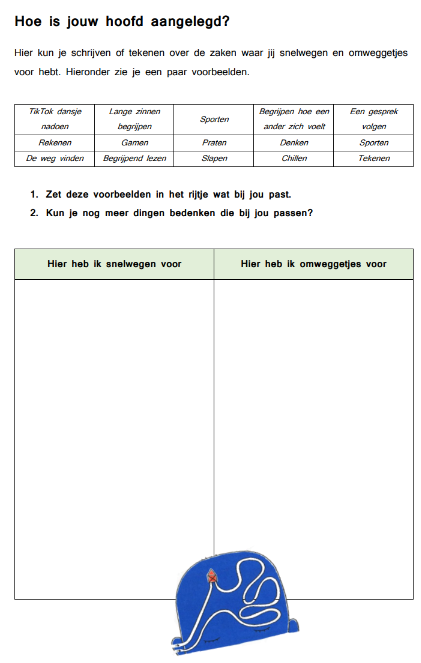 Hoe is jouw hoofd aangelegd?
Hier kun je schrijven of tekenen over de zaken waar jij snelwegen en omweggetjes
voor hebt. Hieronder zie je een paar voorbeelden.
TikTok dansje nadoen | Lange zinnen begrijpen | Sporten | Begrijpen hoe een ander zich voelt | Een gesprek volgen
Rekenen | Gamen | Praten | Denken | Sporten
De weg vinden | Begrijpend lezen | Slapen | Chillen | Tekenen
1. Zet deze voorbeelden in het rijtje wat bij jou past.
2. Kun je nog meer dingen bedenken die bij jou passen?
Hier heb ik snelwegen voor | Hier heb ik omweggetjes voor